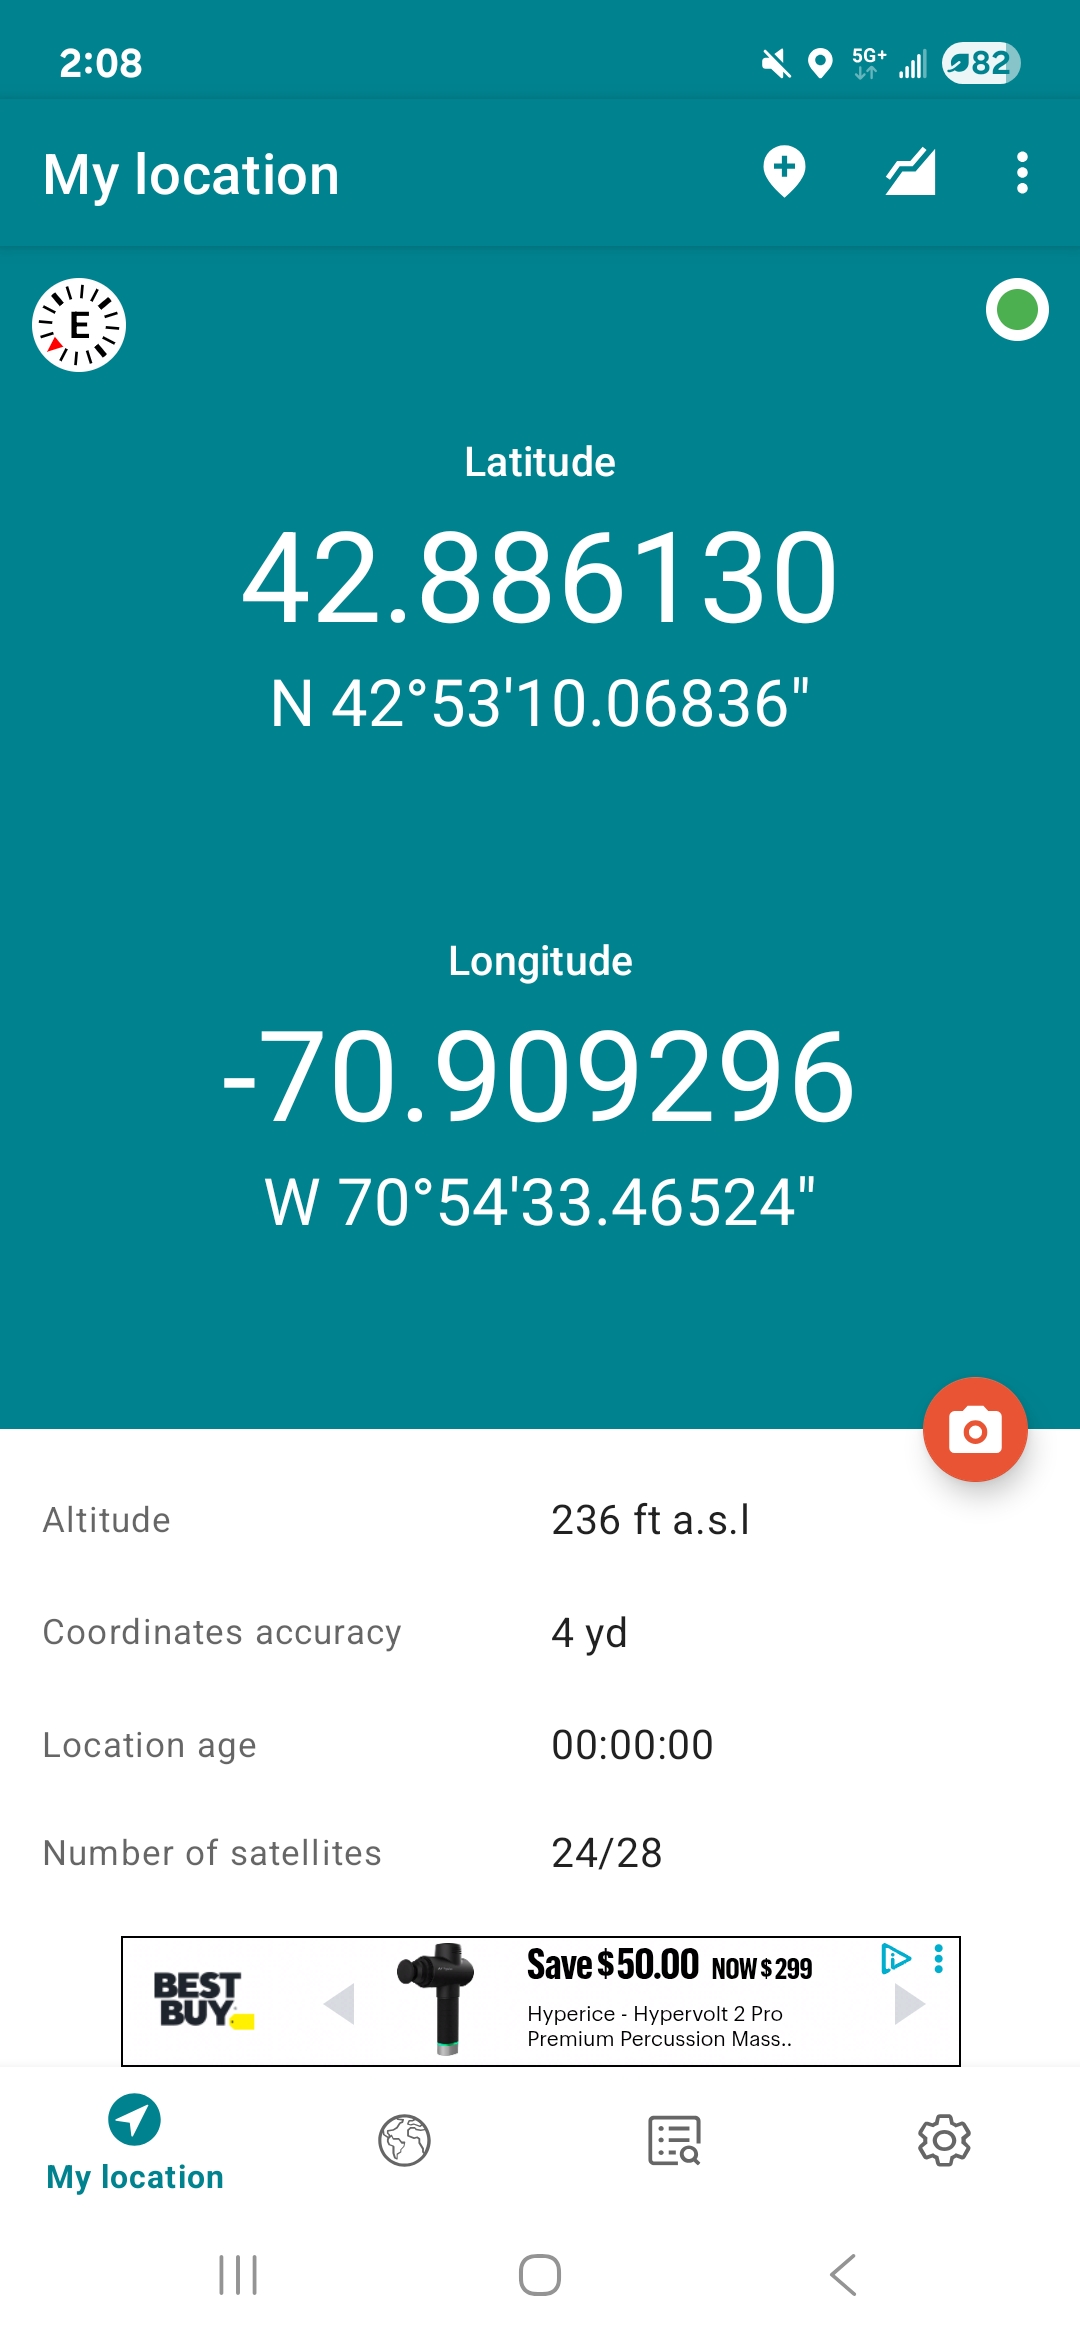 2:08
5G+
82
My location
E
Latitude
42.886130
N 42°53'10.06836"
Longitude
-70.909296
W 70°54'33.46524"
Altitude 236 ft a.s.l
Coordinates accuracy 4 yd
Location age 00:00:00
Number of satellites 24/28
BEST BUY
Save $50.00 NOW $299
Hyperice - Hypervolt 2 Pro
Premium Percussion Mass..
My location